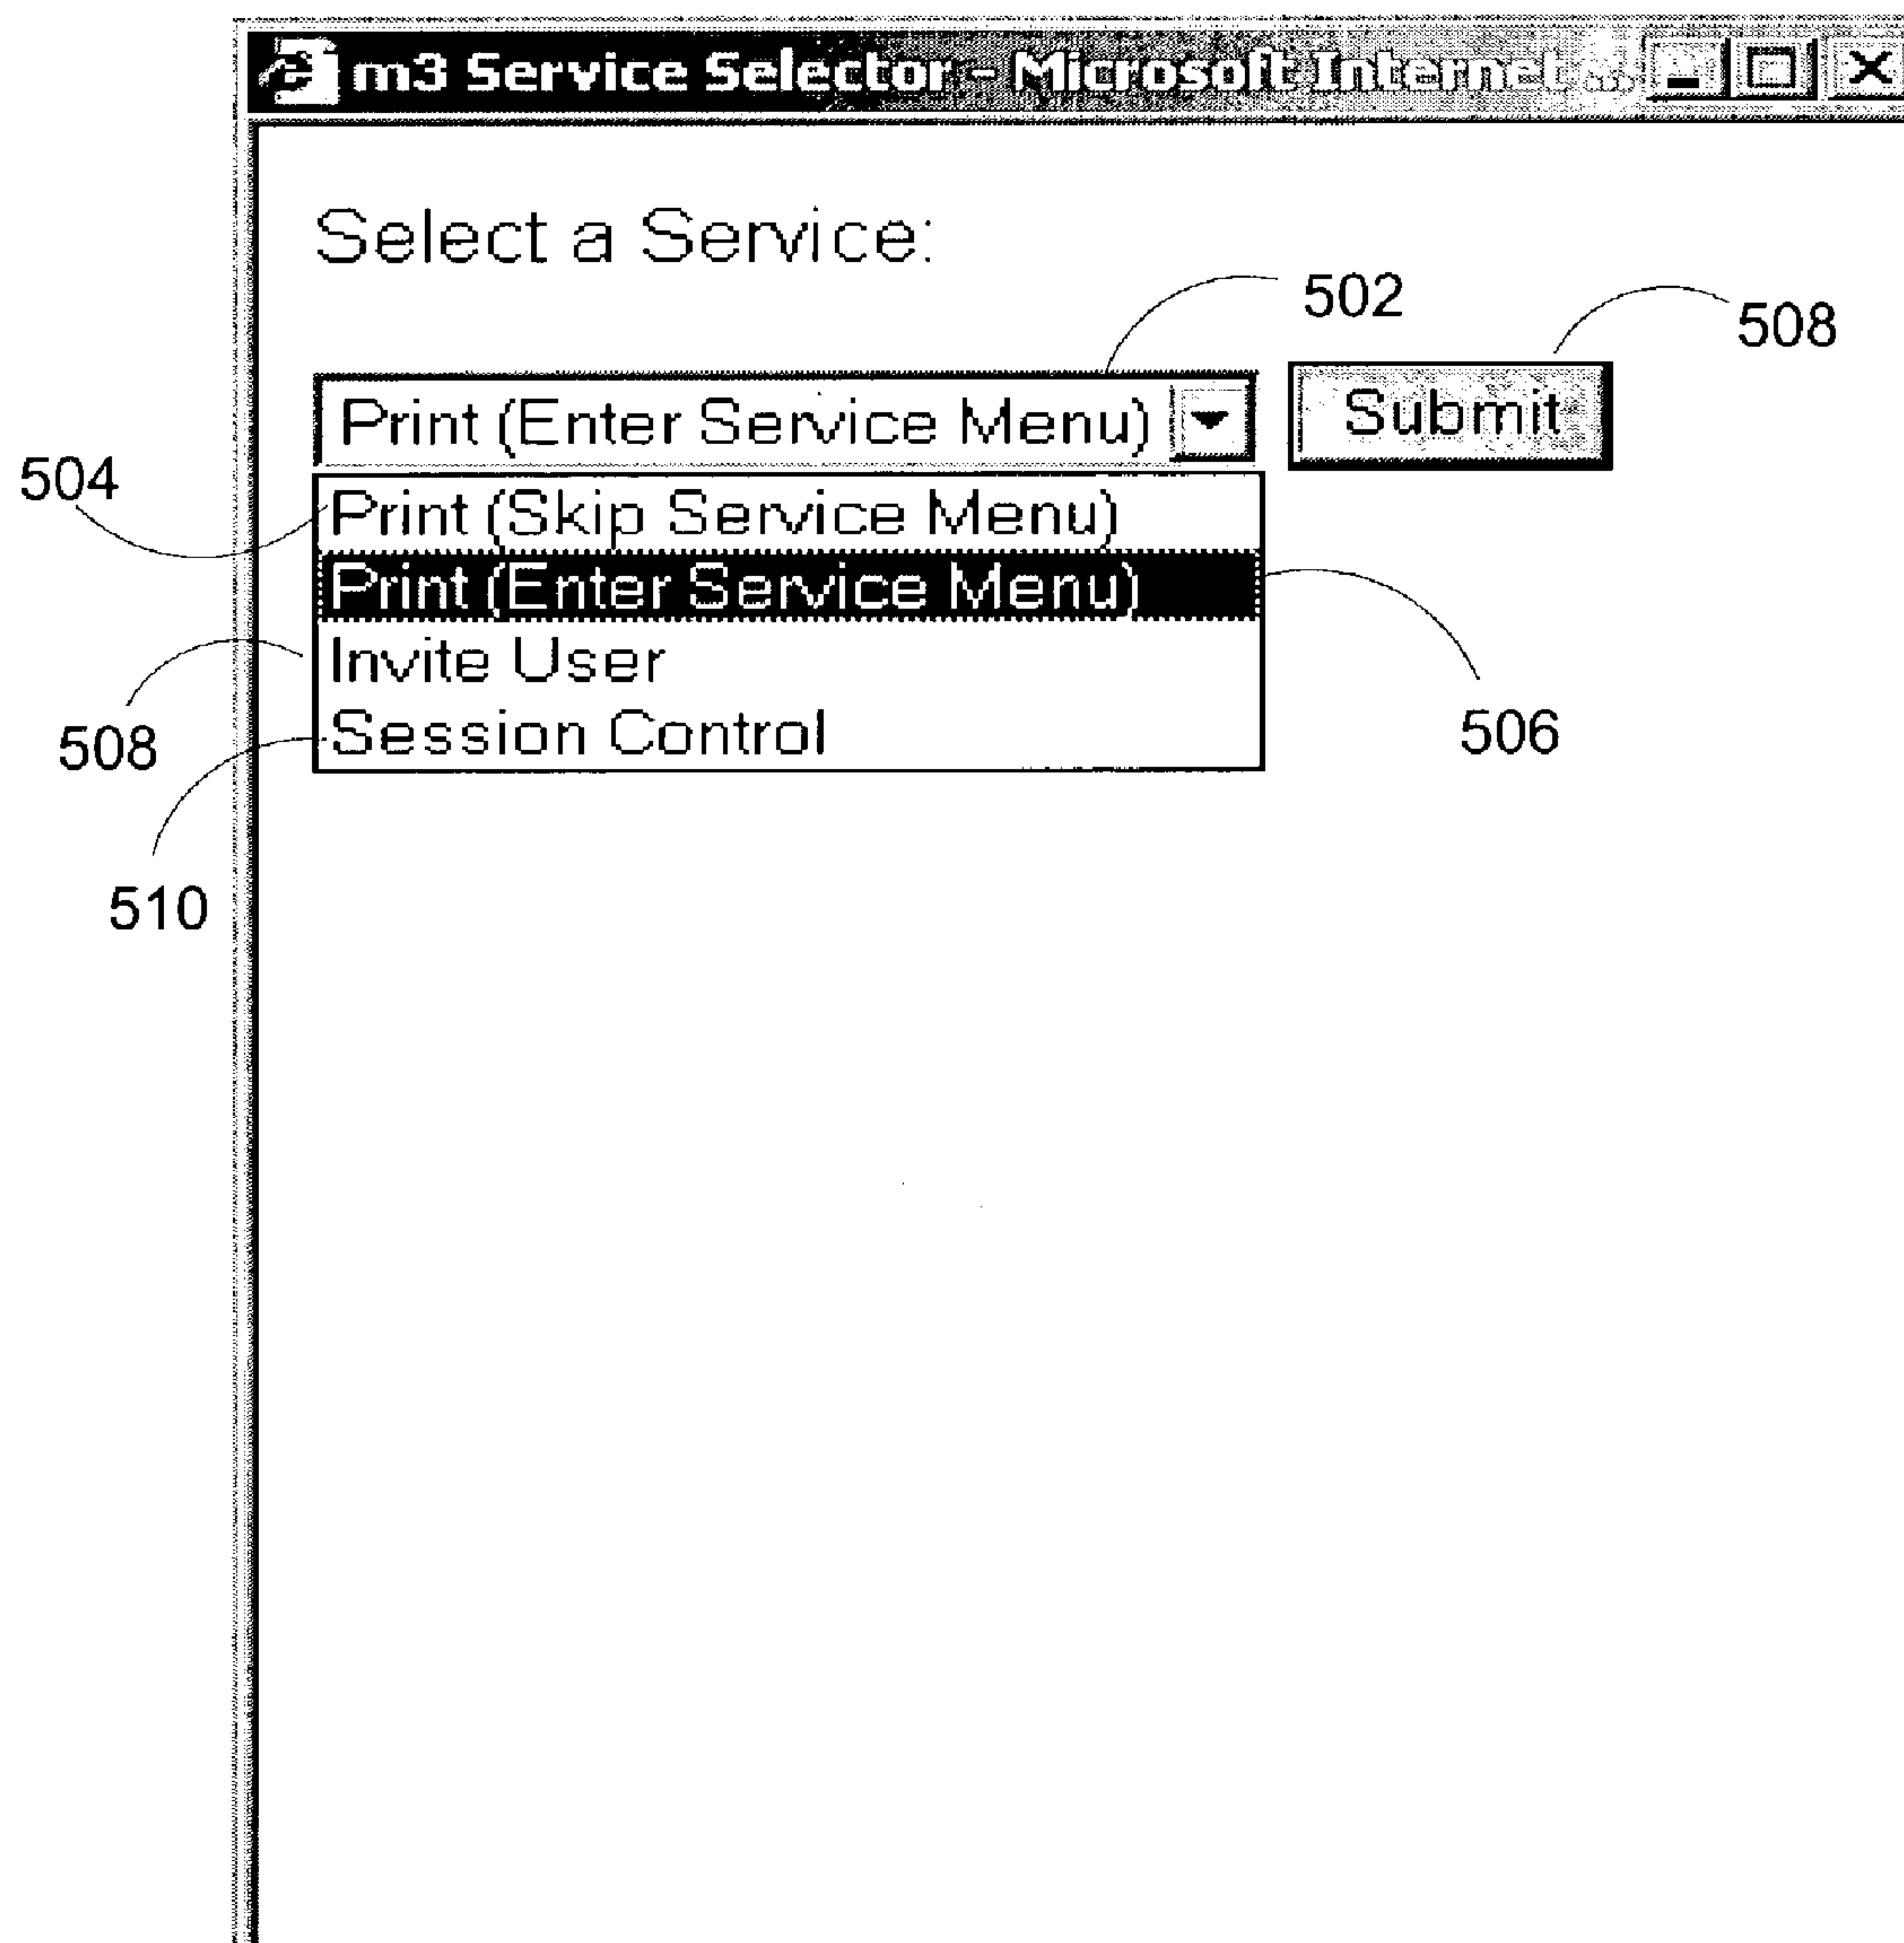 m3 Service Selector - Microsoft Internet ...
Select a Service:
502
508
Print (Enter Service Menu)
Submit
504
Print (Skip Service Menu)
Print (Enter Service Menu)
Invite User
508
Session Control
506
510